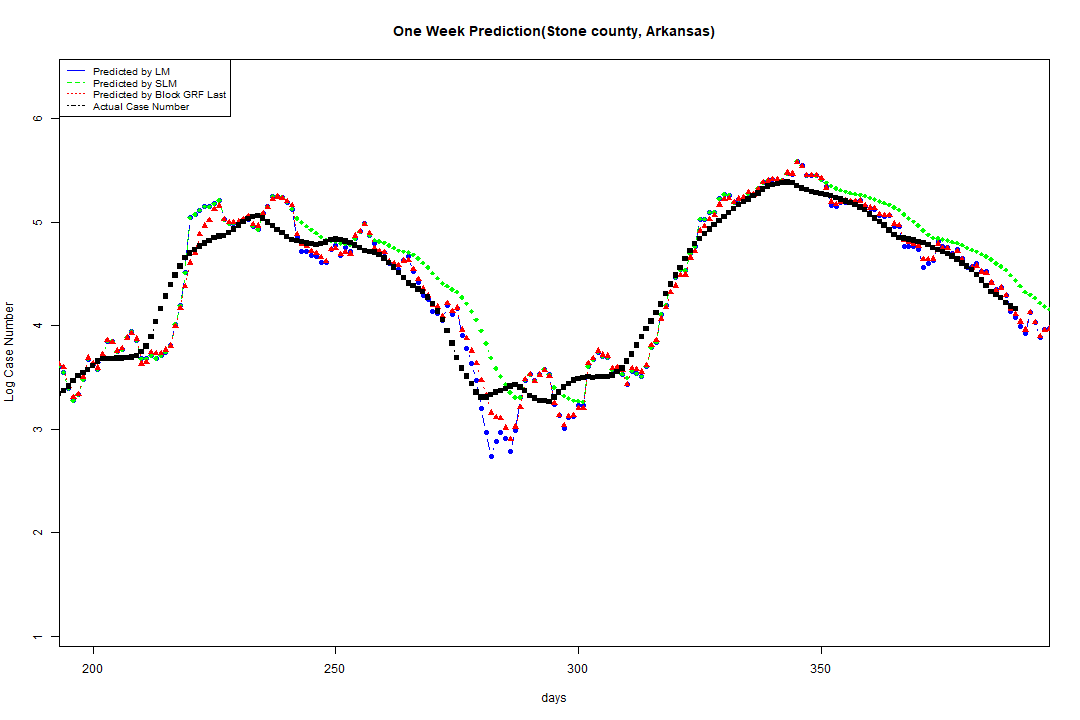 One Week Prediction(Stone county, Arkansas)
Predicted by LM
Predicted by SLM
Predicted by Block GRF Last
Actual Case Number
6
5
4
3
2
1
Log Case Number
200 250 300 350
days